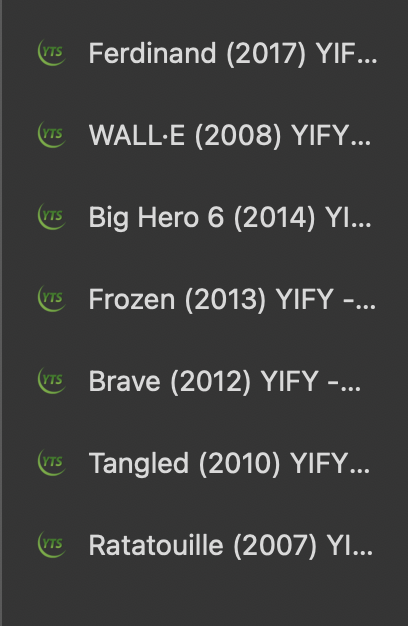 YTS Ferdinand (2017) YIF...
YTS WALL·E (2008) YIFY...
YTS Big Hero 6 (2014) YI...
YTS Frozen (2013) YIFY -...
YTS Brave (2012) YIFY -...
YTS Tangled (2010) YIFY...
YTS Ratatouille (2007) YI...